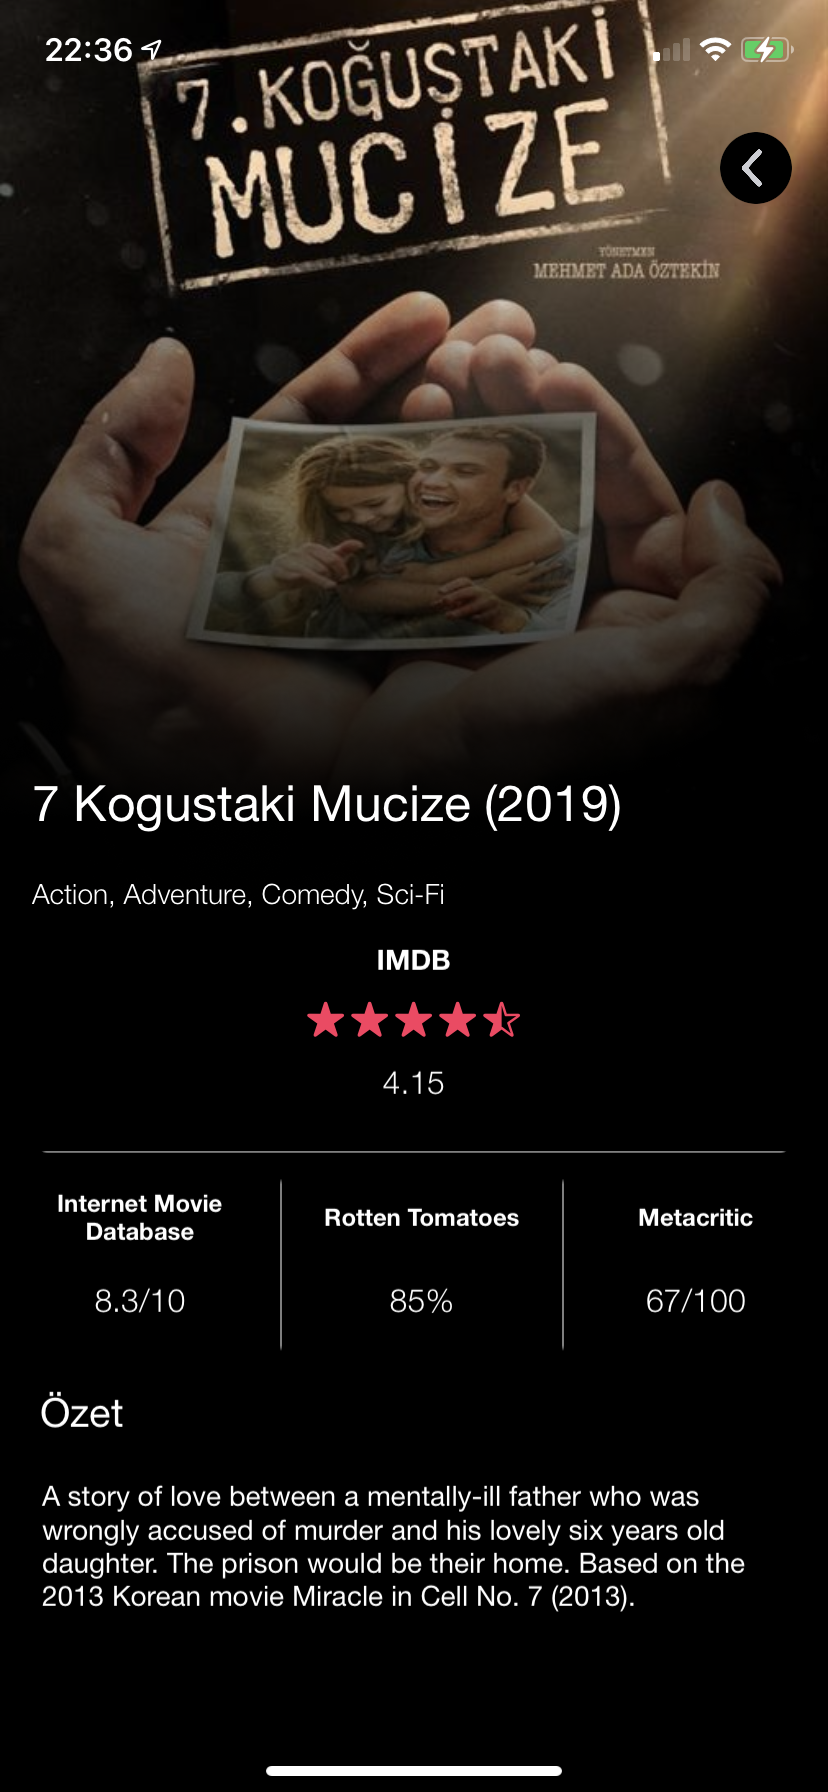 22:36
7.KOĞUŞTAKİ
MUCİZE
YÖNETMEN
MEHMET ADA ÖZTEKİN
7 Kogustaki Mucize (2019)
Action, Adventure, Comedy, Sci-Fi
IMDB
4.15
Internet Movie
Database
8.3/10
Rotten Tomatoes
85%
Metacritic
67/100
Özet
A story of love between a mentally-ill father who was
wrongly accused of murder and his lovely six years old
daughter. The prison would be their home. Based on the
2013 Korean movie Miracle in Cell No. 7 (2013).